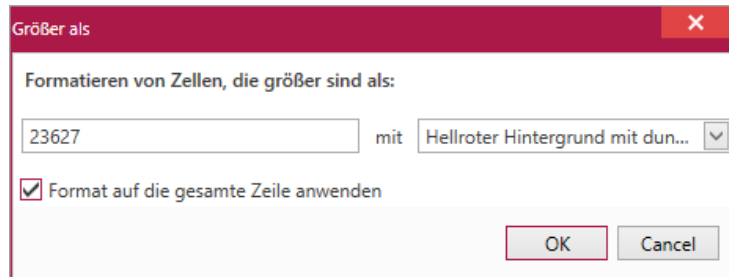 Größer als
Formatieren von Zellen, die größer sind als:
23627 mit Hellroter Hintergrund mit dun...
Format auf die gesamte Zeile anwenden
OK Cancel